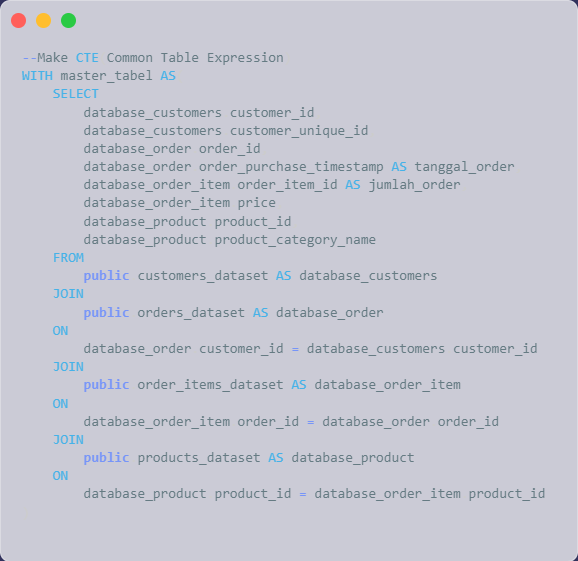 --Make CTE Common Table Expression
WITH master_tabel AS
SELECT
database_customers customer_id
database_customers customer_unique_id
database_order order_id
database_order order_purchase_timestamp AS tanggal_order
database_order_item order_item_id AS jumlah_order
database_order_item price
database_product product_id
database_product product_category_name
FROM
public customers_dataset AS database_customers
JOIN
public orders_dataset AS database_order
ON
database_order customer_id = database_customers customer_id
JOIN
public order_items_dataset AS database_order_item
ON
database_order_item order_id = database_order order_id
JOIN
public products_dataset AS database_product
ON
database_product product_id = database_order_item product_id